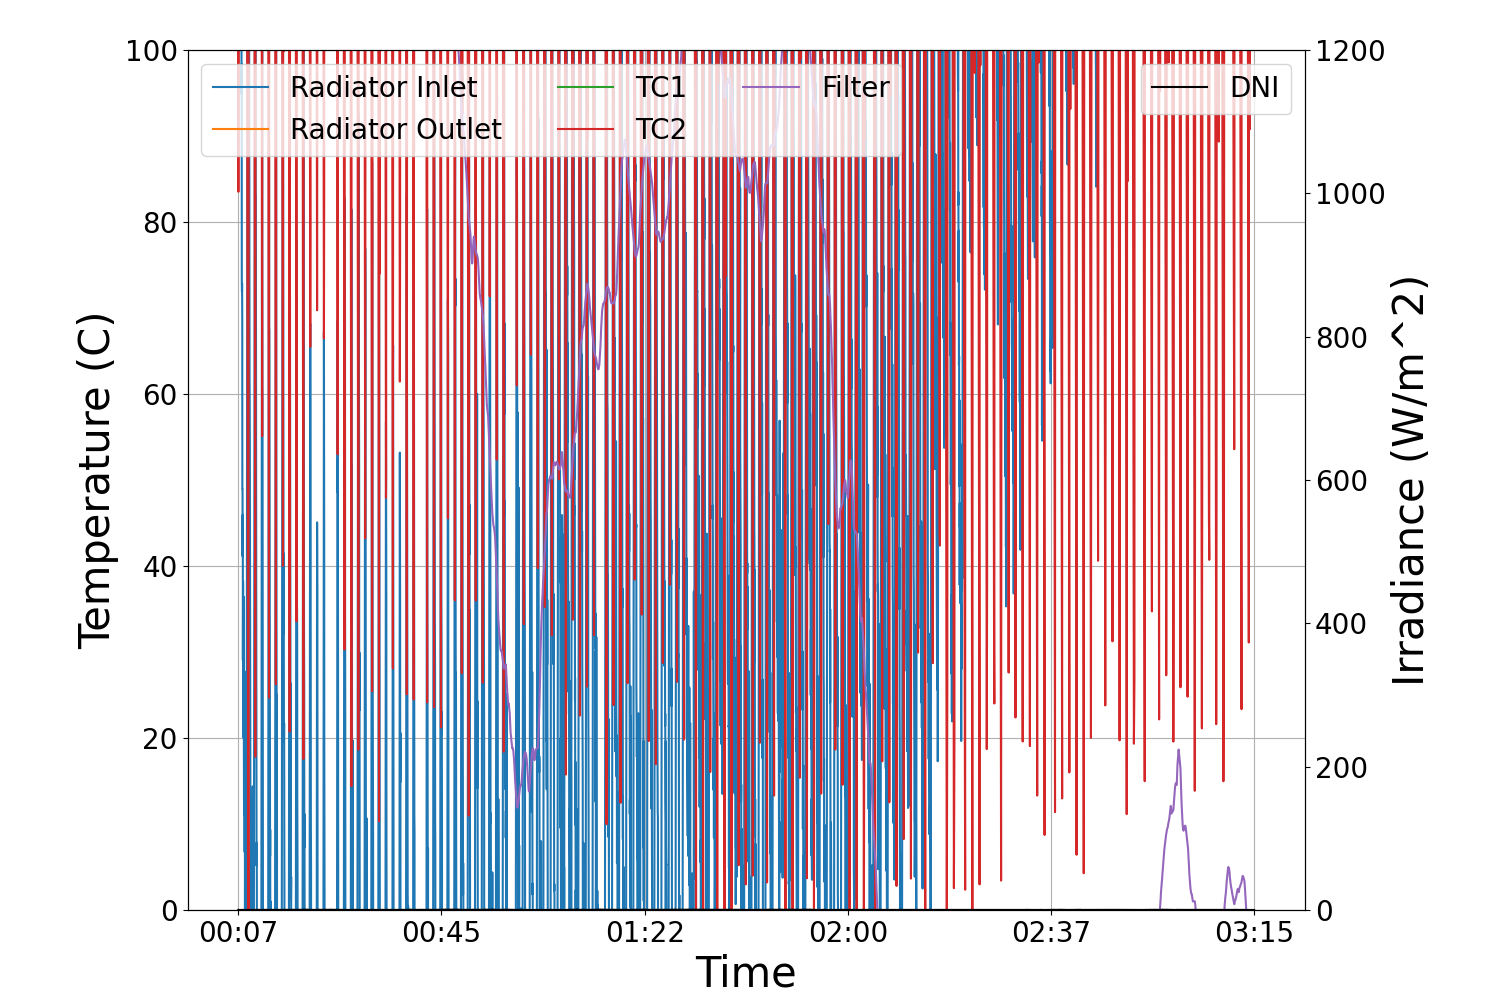 100
80
60
40
20
0
Temperature (C)
Radiator Inlet
Radiator Outlet
TC1
TC2
Filter
DNI
1200
1000
800
600
400
200
0
Irradiance (W/m^2)
00:07 00:45 01:22 02:00 02:37 03:15
Time